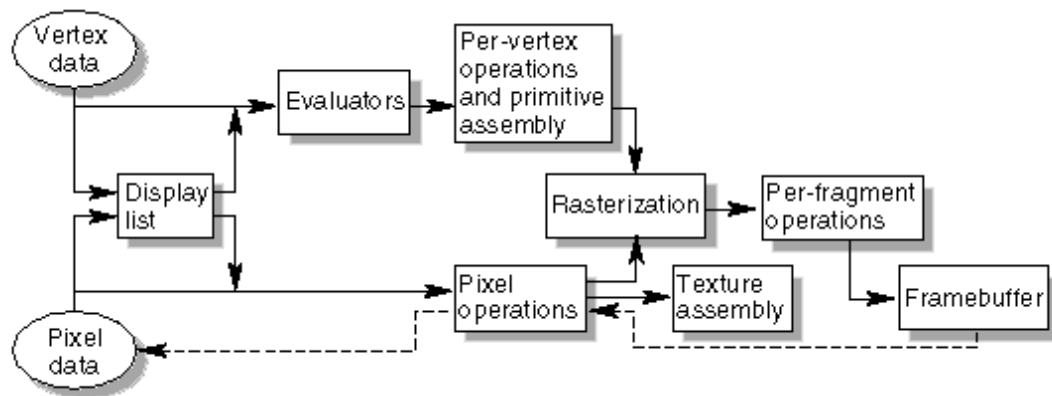 Vertex
data
Per-vertex
operations
and primitive
assembly
Evaluators
Display
list
Rasterization
Per-fragment
operations
Pixel
operations
Texture
assembly
Framebuffer
Pixel
data